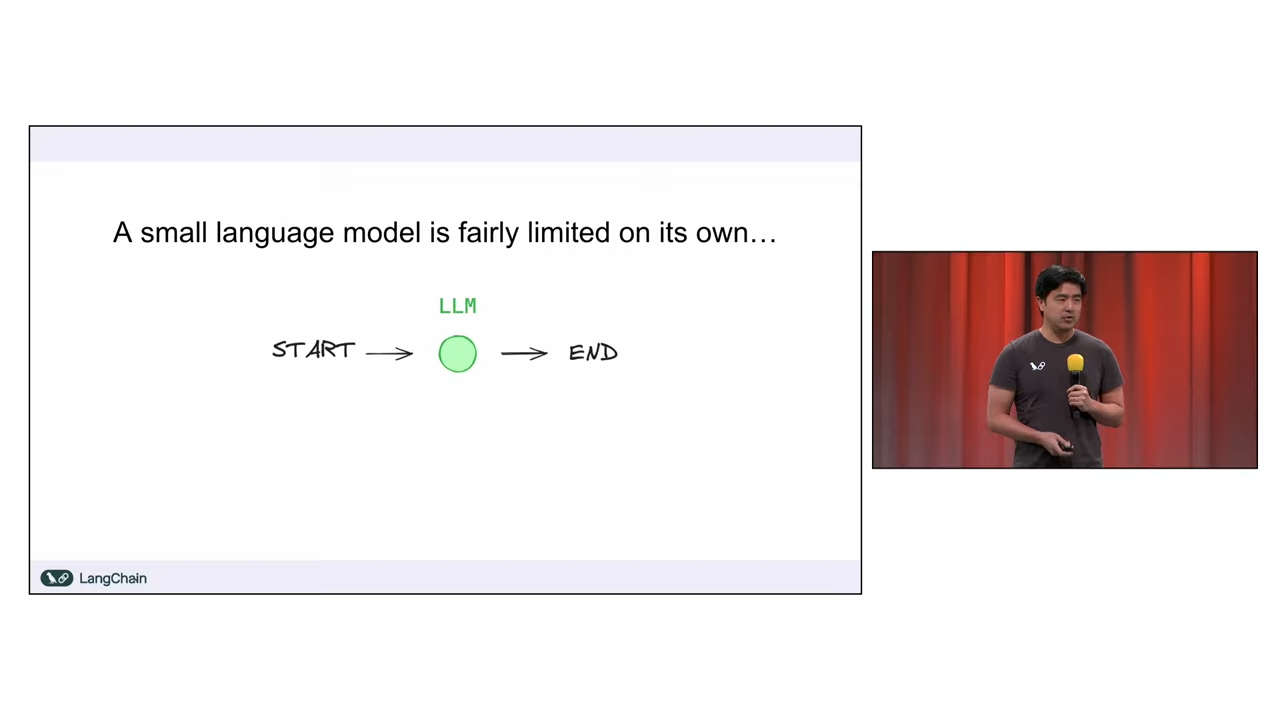 A small language model is fairly limited on its own…
LLM
START
END
LangChain